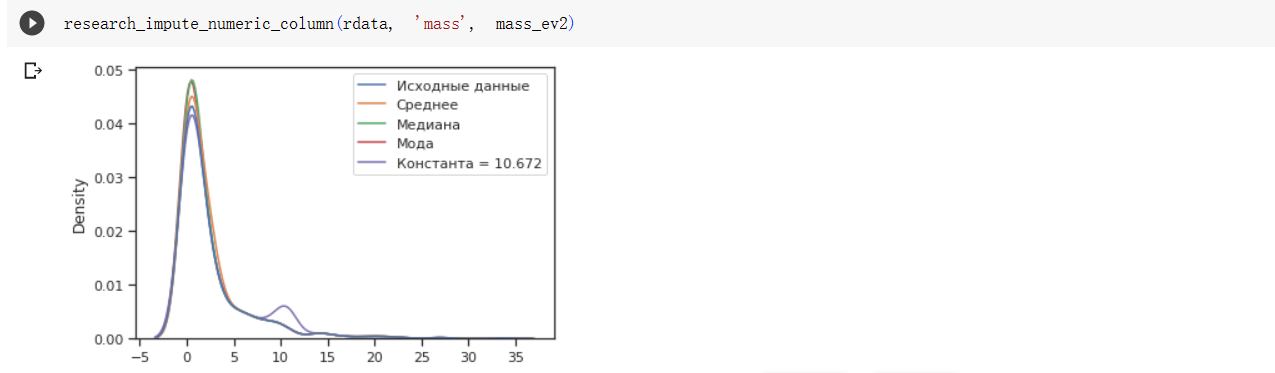 research_impute_numeric_column(rdata, 'mass', mass_ev2)
0.05
0.04
0.03
0.02
0.01
0.00
Density
Исходные данные
Среднее
Медиана
Мода
Константа = 10.672
−5 0 5 10 15 20 25 30 35